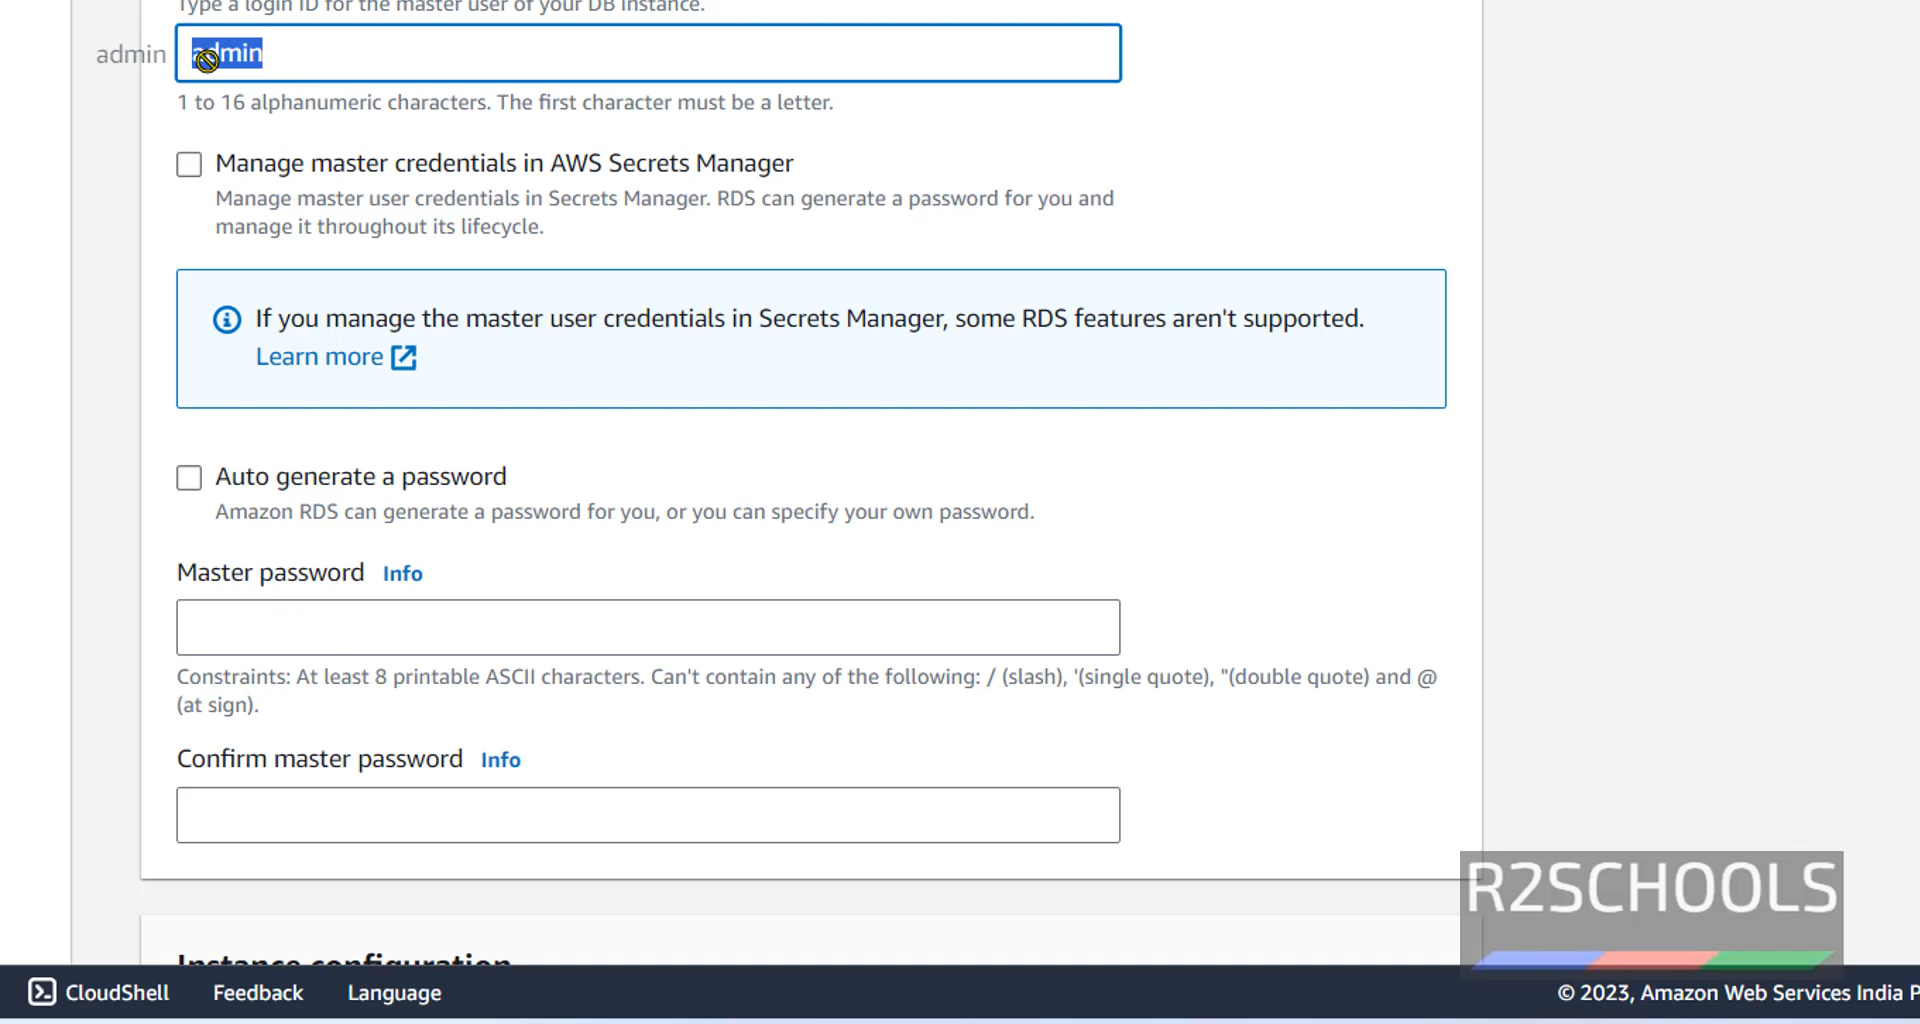 Type a login ID for the master user of your DB instance.
admin
admin
1 to 16 alphanumeric characters. The first character must be a letter.
Manage master credentials in AWS Secrets Manager
Manage master user credentials in Secrets Manager. RDS can generate a password for you and
manage it throughout its lifecycle.
If you manage the master user credentials in Secrets Manager, some RDS features aren't supported.
Learn more
Auto generate a password
Amazon RDS can generate a password for you, or you can specify your own password.
Master password Info
Constraints: At least 8 printable ASCII characters. Can't contain any of the following: / (slash), '(single quote), "(double quote) and @
(at sign).
Confirm master password Info
R2SCHOOLS
Instance configuration
CloudShell Feedback Language © 2023, Amazon Web Services India P